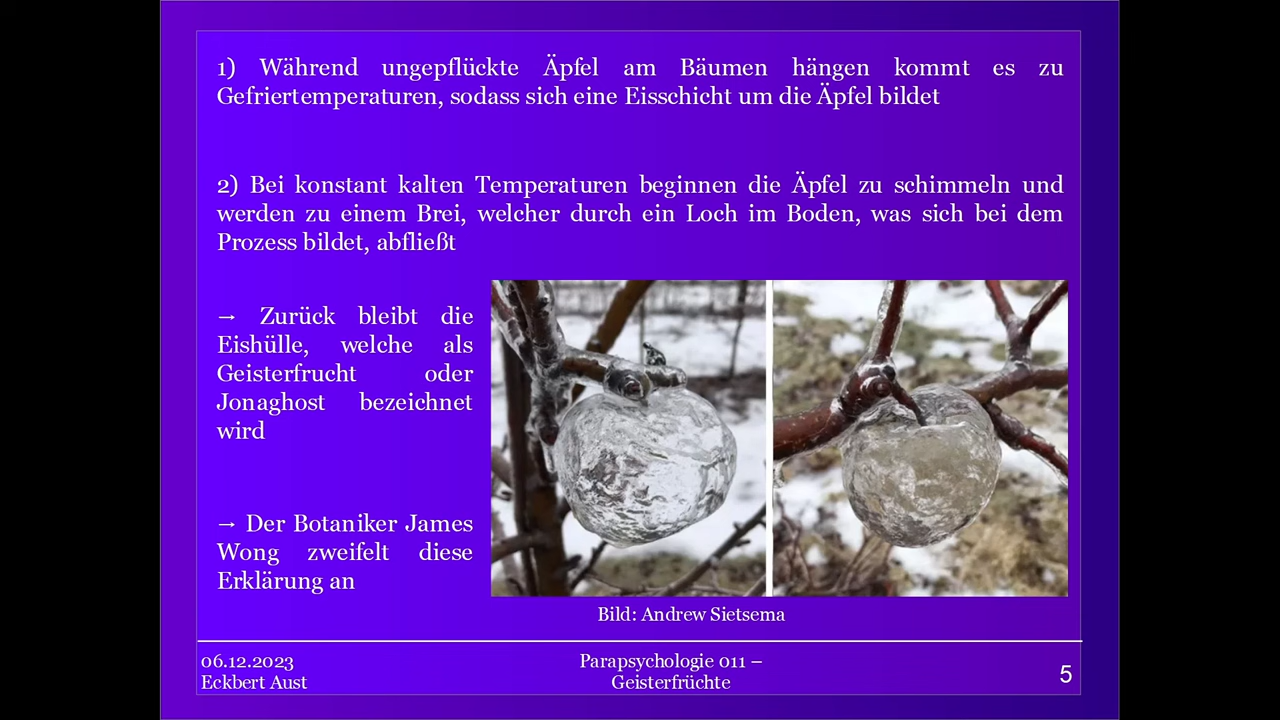 1) Während ungepflückte Äpfel am Bäumen hängen kommt es zu
Gefriertemperaturen, sodass sich eine Eisschicht um die Äpfel bildet
2) Bei konstant kalten Temperaturen beginnen die Äpfel zu schimmeln und
werden zu einem Brei, welcher durch ein Loch im Boden, was sich bei dem
Prozess bildet, abfließt
→ Zurück bleibt die
Eishülle, welche als
Geisterfrucht oder
Jonaghost bezeichnet
wird
→ Der Botaniker James
Wong zweifelt diese
Erklärung an
Bild: Andrew Sietsema
06.12.2023
Eckbert Aust
Parapsychologie 011 –
Geisterfrüchte
5